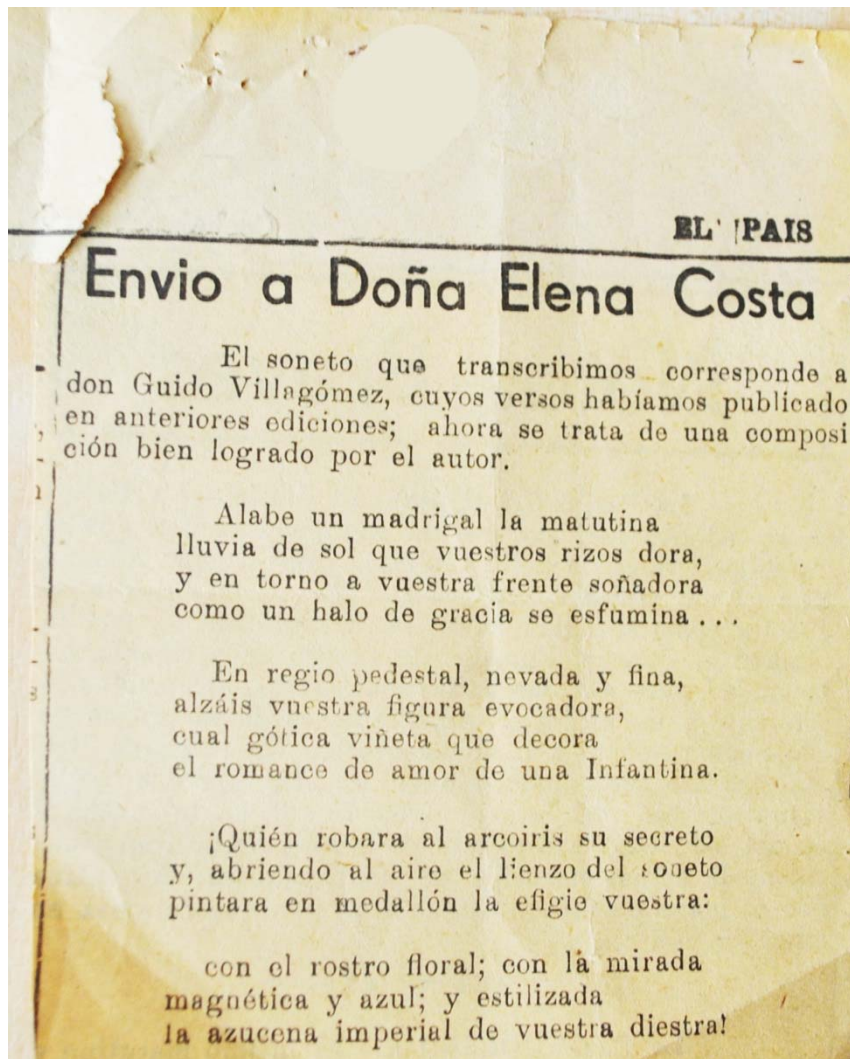 EL PAIS
Envio a Doña Elena Costa
El soneto que transcribimos corresponde a
don Guido Villagómez, cuyos versos habíamos publicado
en anteriores ediciones; ahora se trata de una composi
ción bien logrado por el autor.
Alabe un madrigal la matutina
lluvia de sol que vuestros rizos dora,
y en torno a vuestra frente soñadora
como un halo de gracia se esfumina...
En regio pedestal, nevada y fina,
alzáis vuestra figura evocadora,
cual gótica viñeta que decora
el romance de amor de una Infantina.
¡Quién robara al arcoiris su secreto
y, abriendo al aire el lienzo del soneto
pintara en medallón la efigie vuestra:
con el rostro floral; con la mirada
magnética y azul; y estilizada
la azucena imperial de vuestra diestra!